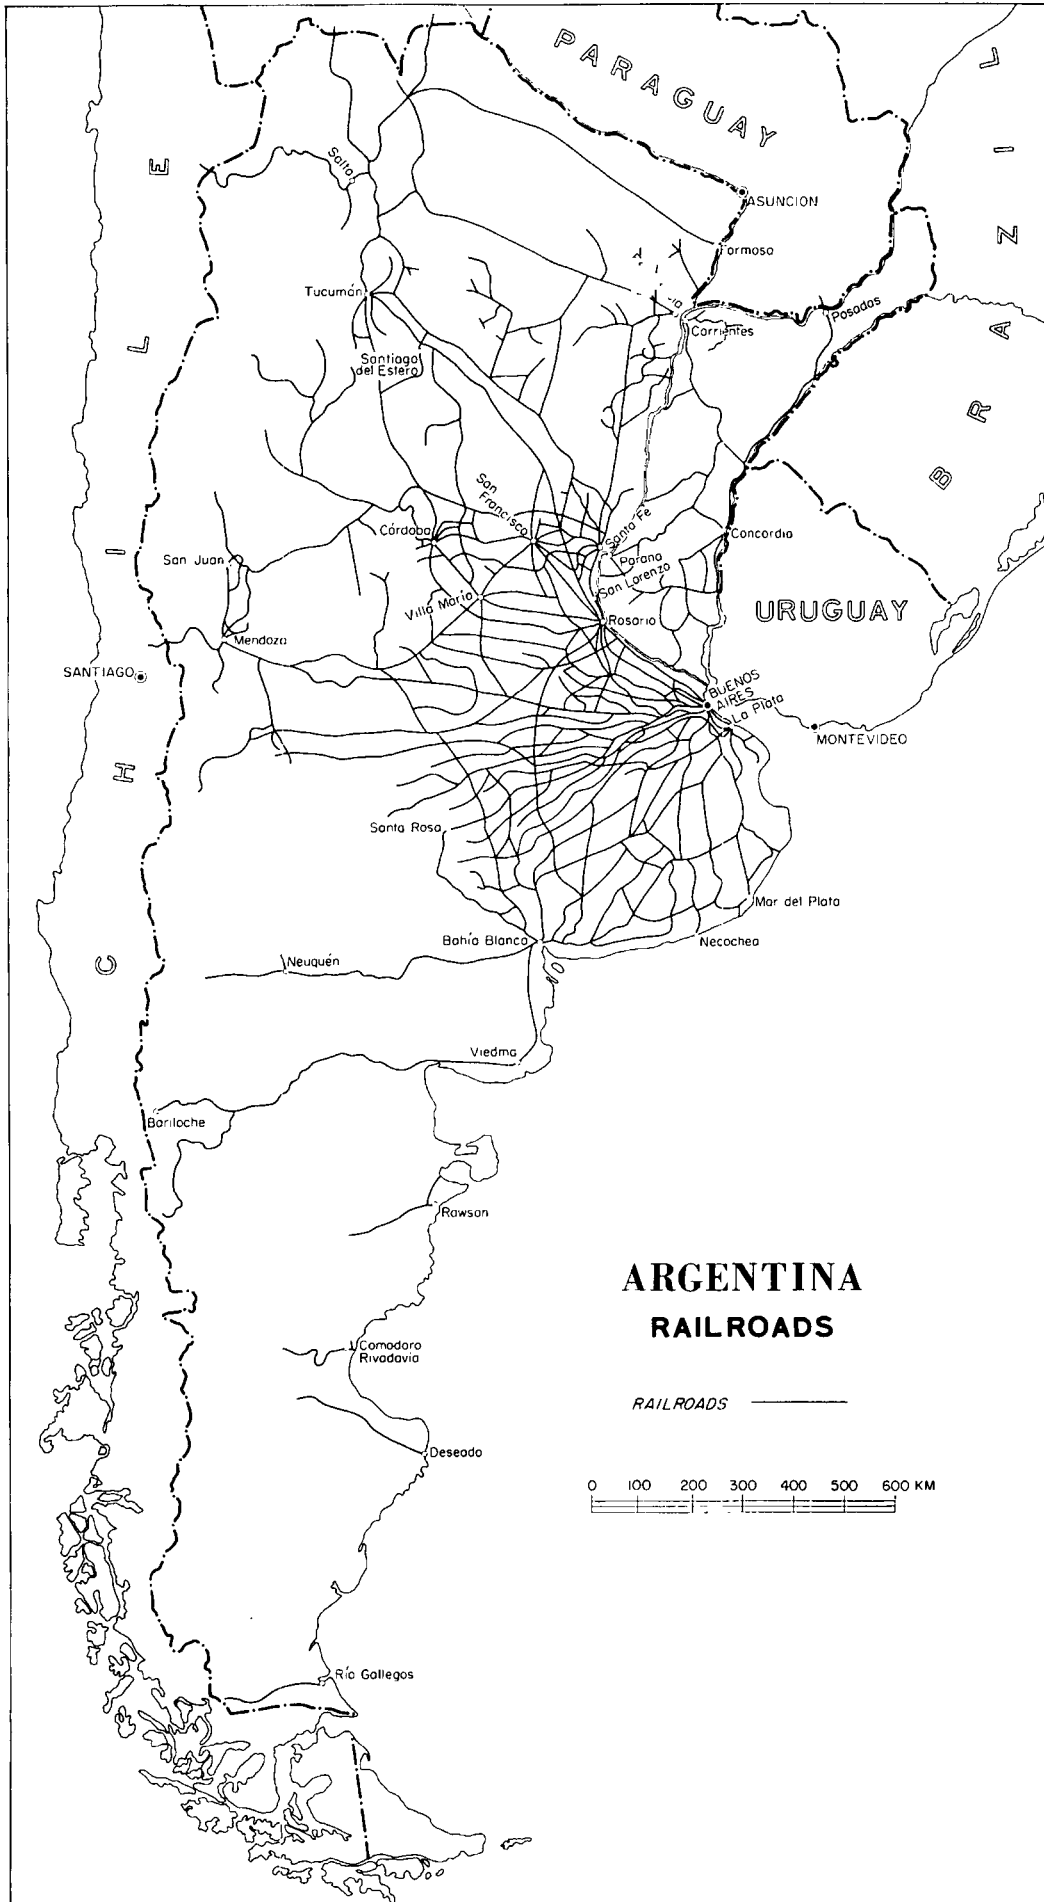 PARAGUAY
BRAZIL
CHILE
Salta
ASUNCION
Formosa
Tucumán
Posadas
Corrientes
Santiago
del Estero
San
Francisco
Santa Fe
Córdoba
Concordia
San Juan
Parana
San Lorenzo
Villa María
Rosario
URUGUAY
Mendoza
SANTIAGO
BUENOS
AIRES
La Plata
MONTEVIDEO
Santa Rosa
Mar del Plata
Bahía Blanca
Necochea
Neuquén
Viedma
Bariloche
Rawson
ARGENTINA
RAILROADS
Comodoro
Rivadavia
RAILROADS
Deseado
0 100 200 300 400 500 600 KM
Río Gallegos